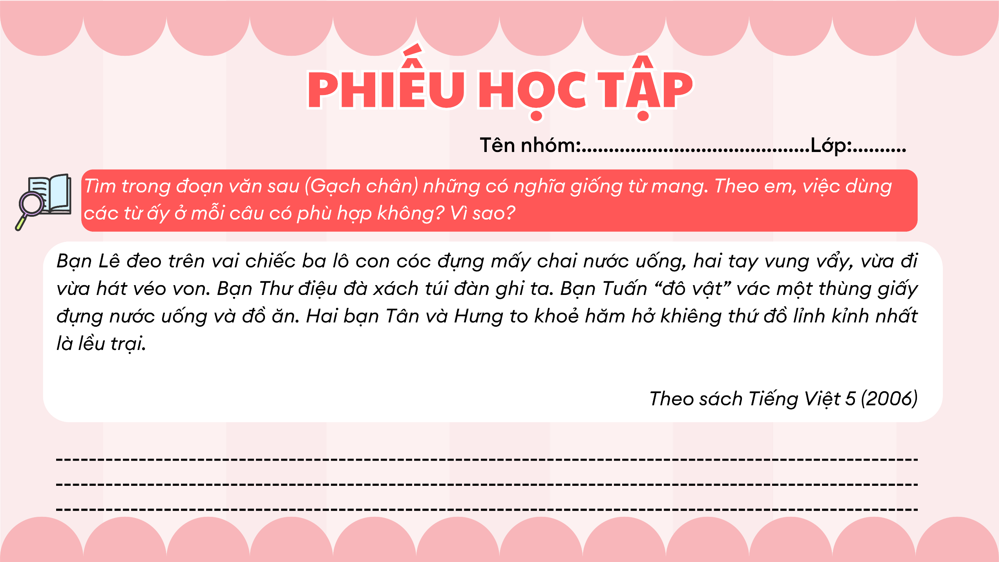 PHIẾU HỌC TẬP
Tên nhóm:..........................................Lớp:..........
Tìm trong đoạn văn sau (Gạch chân) những có nghĩa giống từ mang. Theo em, việc dùng
các từ ấy ở mỗi câu có phù hợp không? Vì sao?
Bạn Lê đeo trên vai chiếc ba lô con cóc đựng mấy chai nước uống, hai tay vung vẩy, vừa đi
vừa hát véo von. Bạn Thư điệu đà xách túi đàn ghi ta. Bạn Tuấn “đô vật” vác một thùng giấy
đựng nước uống và đồ ăn. Hai bạn Tân và Hưng to khoẻ hăm hở khiêng thứ đồ lỉnh kỉnh nhất
là lều trại.
Theo sách Tiếng Việt 5 (2006)